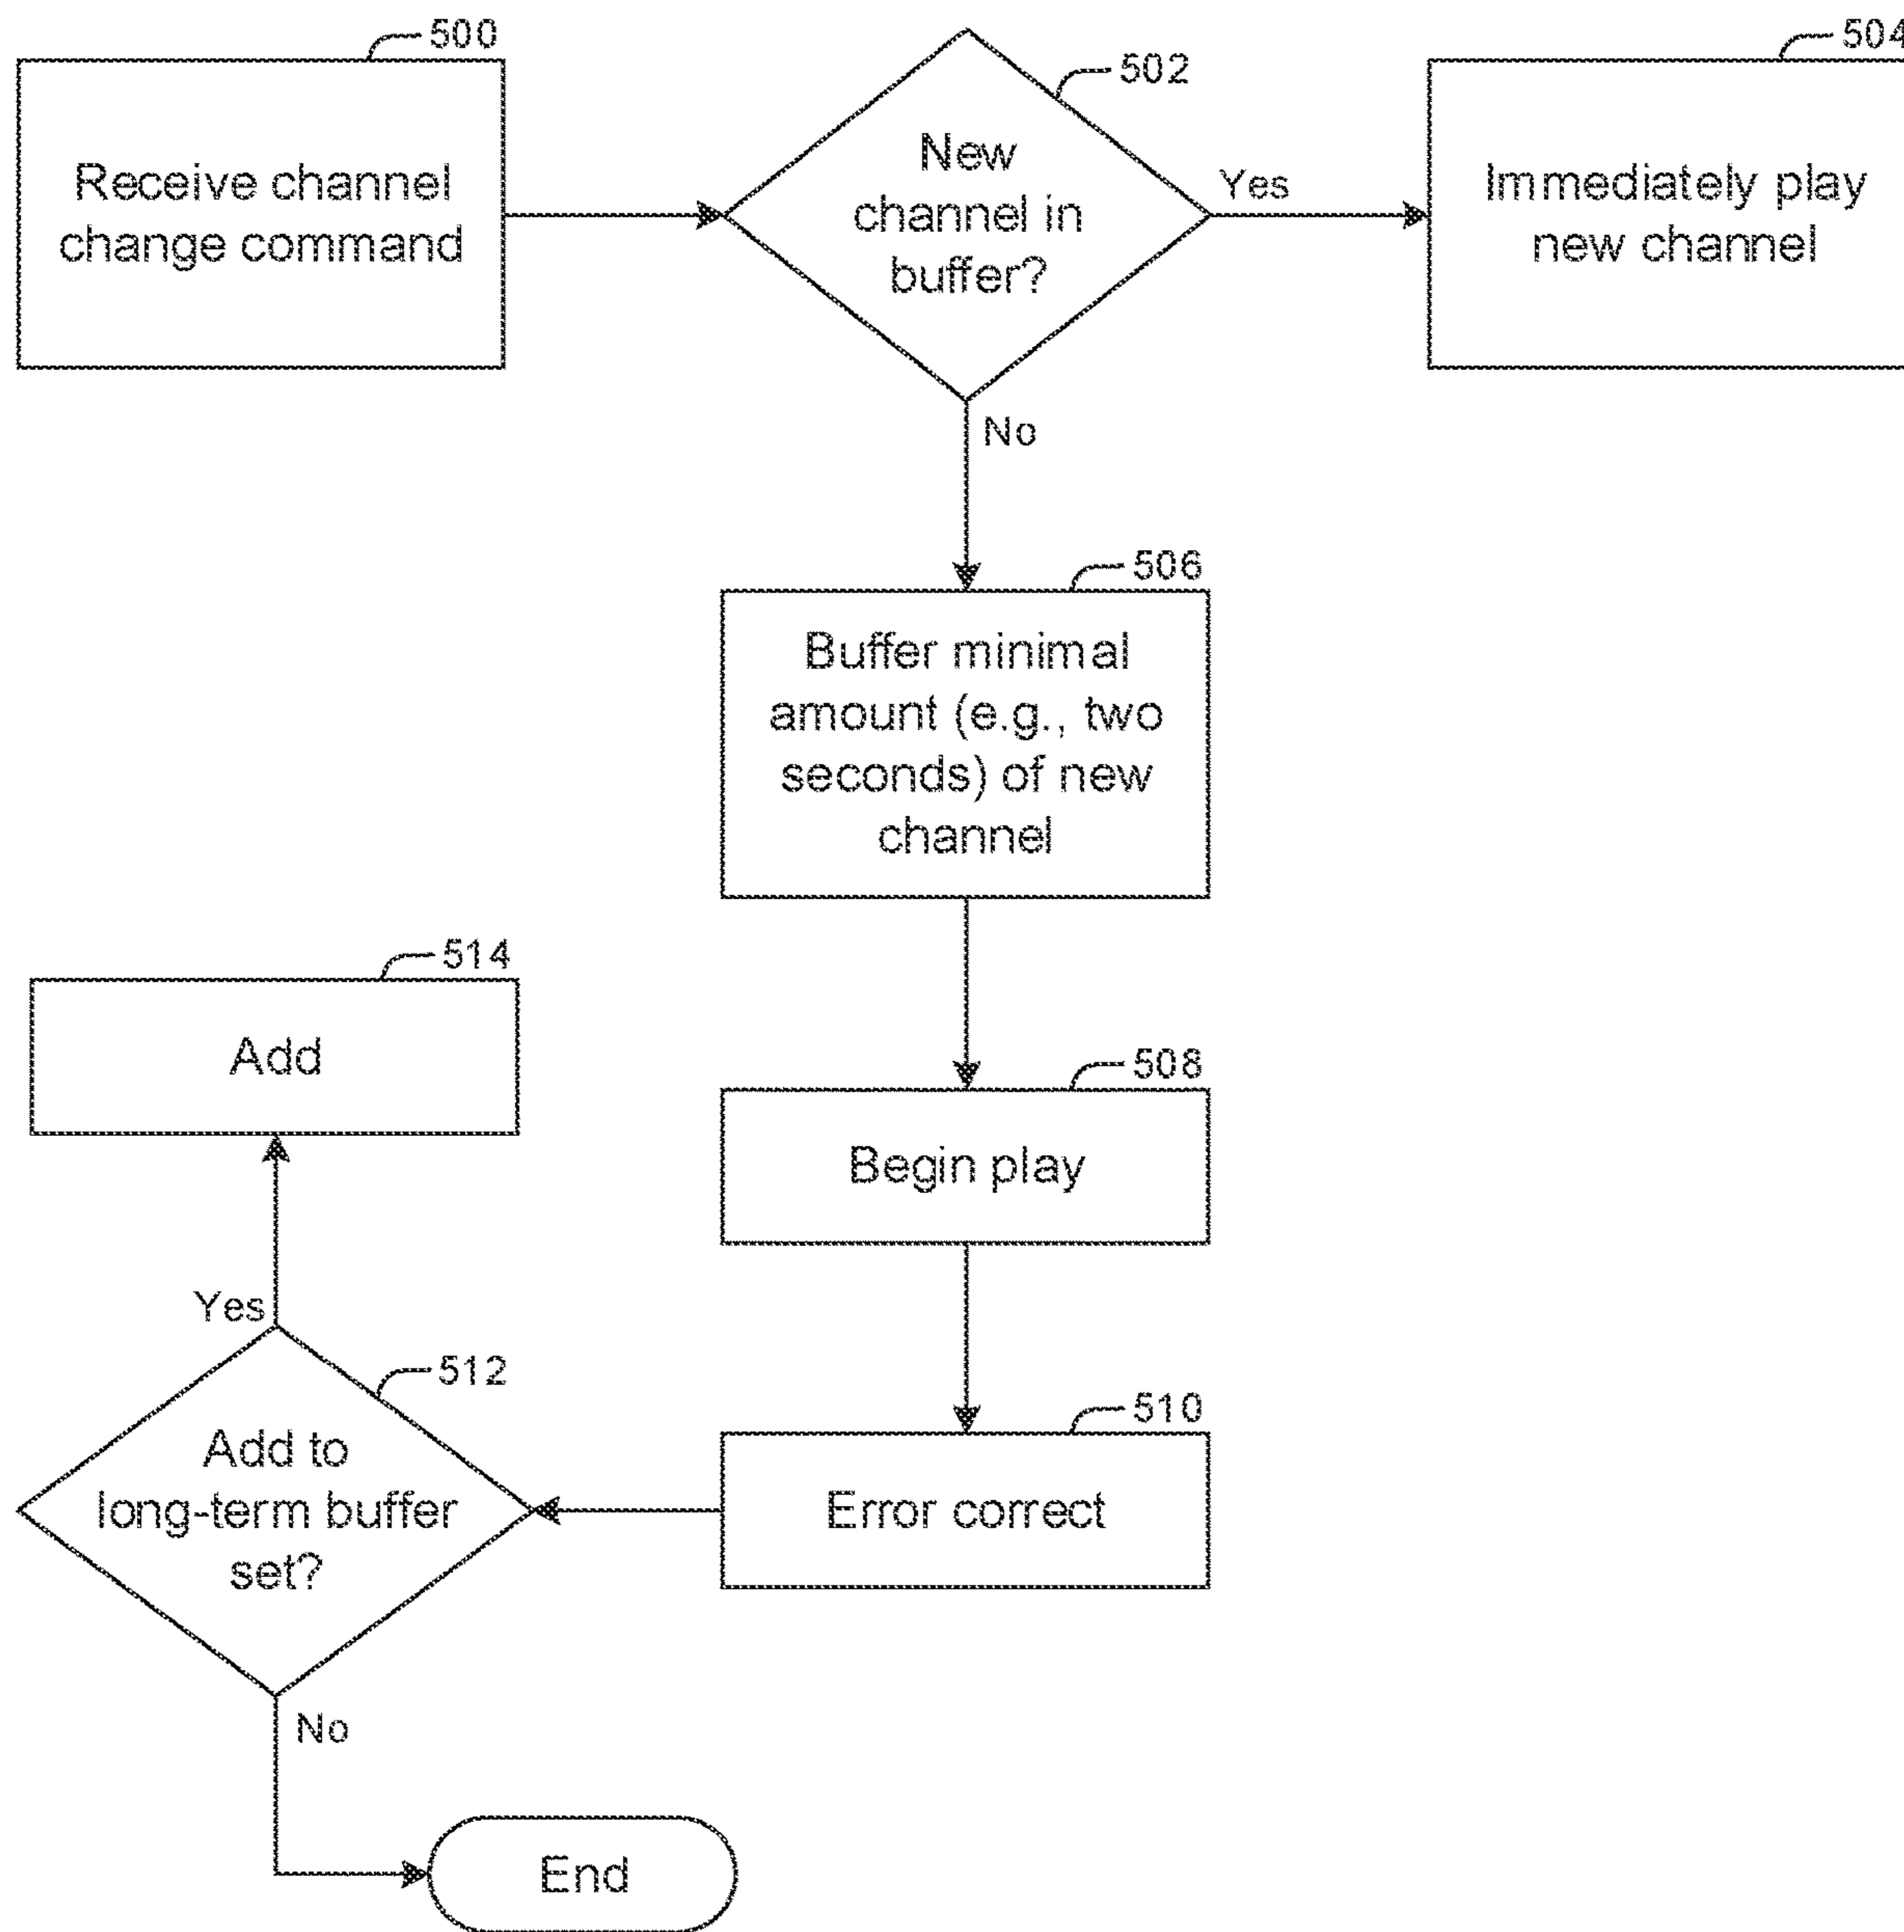 500
Receive channel
change command
502
New
channel in
buffer?
Yes
504
Immediately play
new channel
No
506
Buffer minimal
amount (e.g., two
seconds) of new
channel
514
Add
508
Begin play
Yes
512
Add to
long-term buffer
set?
510
Error correct
No
End